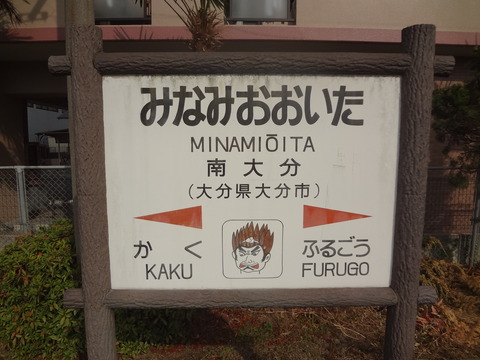 みなみおおいた
MINAMIŌITA
南大分
(大分県大分市)
かく
KAKU
ふるごう
FURUGO